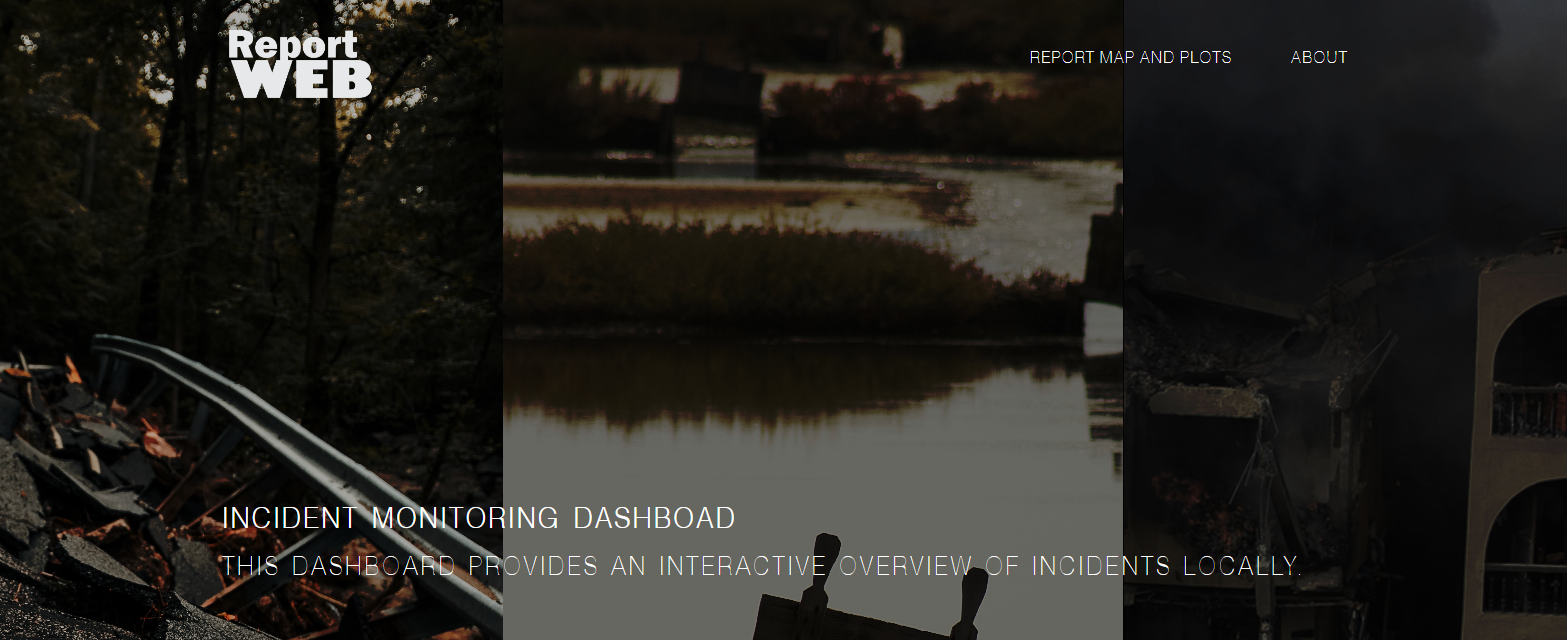 Report
WEB
REPORT MAP AND PLOTS
ABOUT
INCIDENT MONITORING DASHBOAD
THIS DASHBOARD PROVIDES AN INTERACTIVE OVERVIEW OF INCIDENTS LOCALLY.